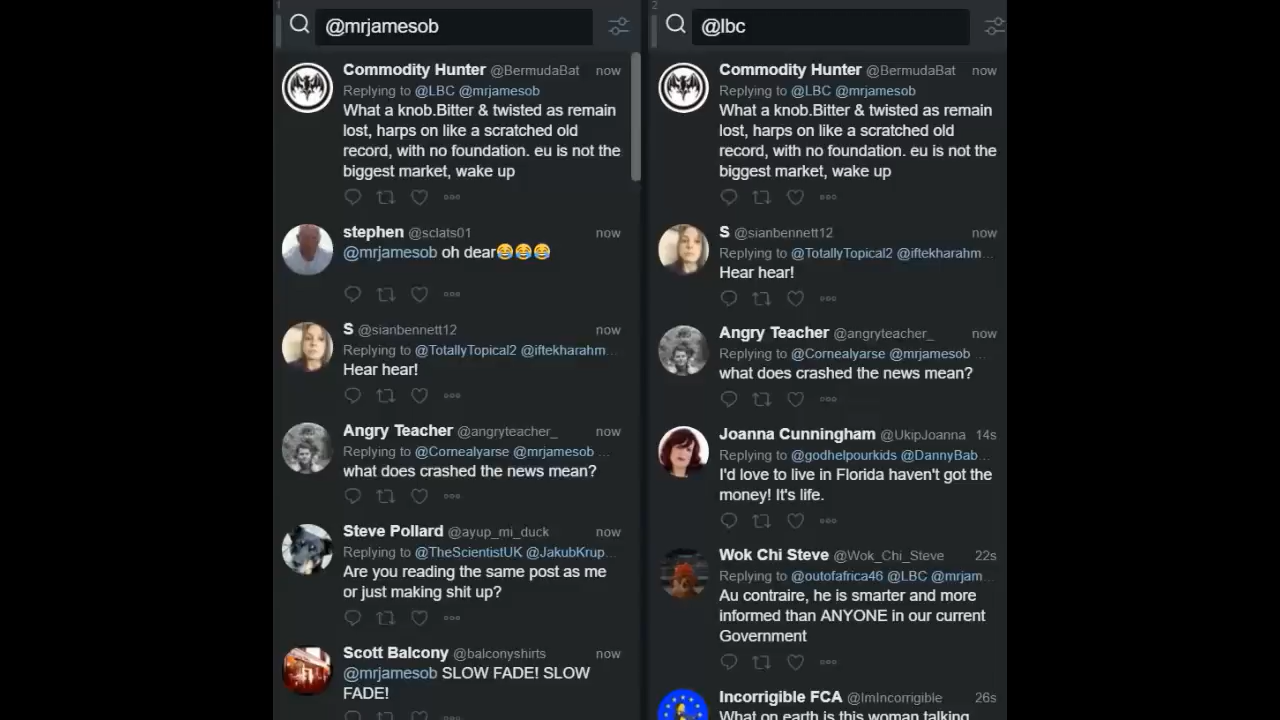 1
@mrjamesob
Commodity Hunter @BermudaBat now
Replying to @LBC @mrjamesob
What a knob.Bitter & twisted as remain
lost, harps on like a scratched old
record, with no foundation. eu is not the
biggest market, wake up
stephen @sclats01 now
@mrjamesob oh dear😂😂😂
S @sianbennett12 now
Replying to @TotallyTopical2 @iftekharahm...
Hear hear!
Angry Teacher @angryteacher_ now
Replying to @Cornealyarse @mrjamesob ...
what does crashed the news mean?
Steve Pollard @ayup_mi_duck now
Replying to @TheScientistUK @JakubKrup...
Are you reading the same post as me
or just making shit up?
Scott Balcony @balconyshirts now
@mrjamesob SLOW FADE! SLOW
FADE!
2
@lbc
Commodity Hunter @BermudaBat now
Replying to @LBC @mrjamesob
What a knob.Bitter & twisted as remain
lost, harps on like a scratched old
record, with no foundation. eu is not the
biggest market, wake up
S @sianbennett12 now
Replying to @TotallyTopical2 @iftekharahm...
Hear hear!
Angry Teacher @angryteacher_ now
Replying to @Cornealyarse @mrjamesob ...
what does crashed the news mean?
Joanna Cunningham @UkipJoanna 14s
Replying to @godhelpourkids @DannyBab...
I'd love to live in Florida haven't got the
money! It's life.
Wok Chi Steve @Wok_Chi_Steve 22s
Replying to @outofafrica46 @LBC @mrjam...
Au contraire, he is smarter and more
informed than ANYONE in our current
Government
Incorrigible FCA @ImIncorrigible 26s
What on earth is this woman talking